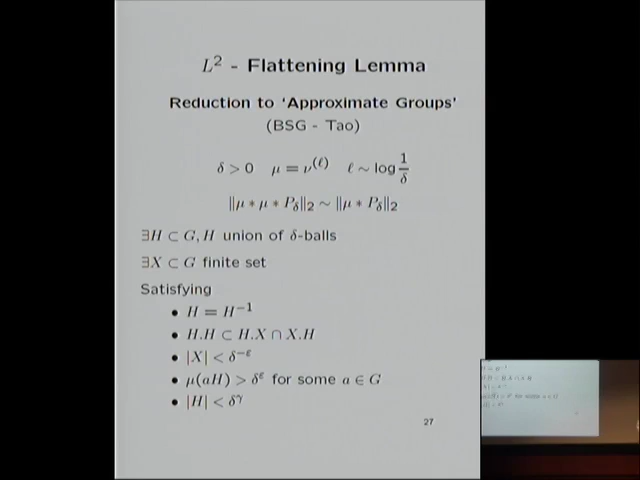 L² - Flattening Lemma
Reduction to 'Approximate Groups'
(BSG - Tao)
δ > 0 μ = ν^(ℓ) ℓ ∼ log 1/δ
‖μ * μ * P_δ‖₂ ∼ ‖μ * P_δ‖₂
∃H ⊂ G, H union of δ-balls
∃X ⊂ G finite set
Satisfying
• H = H⁻¹
• H.H ⊂ H.X ∩ X.H
• |X| < δ^−ε
• μ(aH) > δ^ε for some a ∈ G
• |H| < δ^γ
27